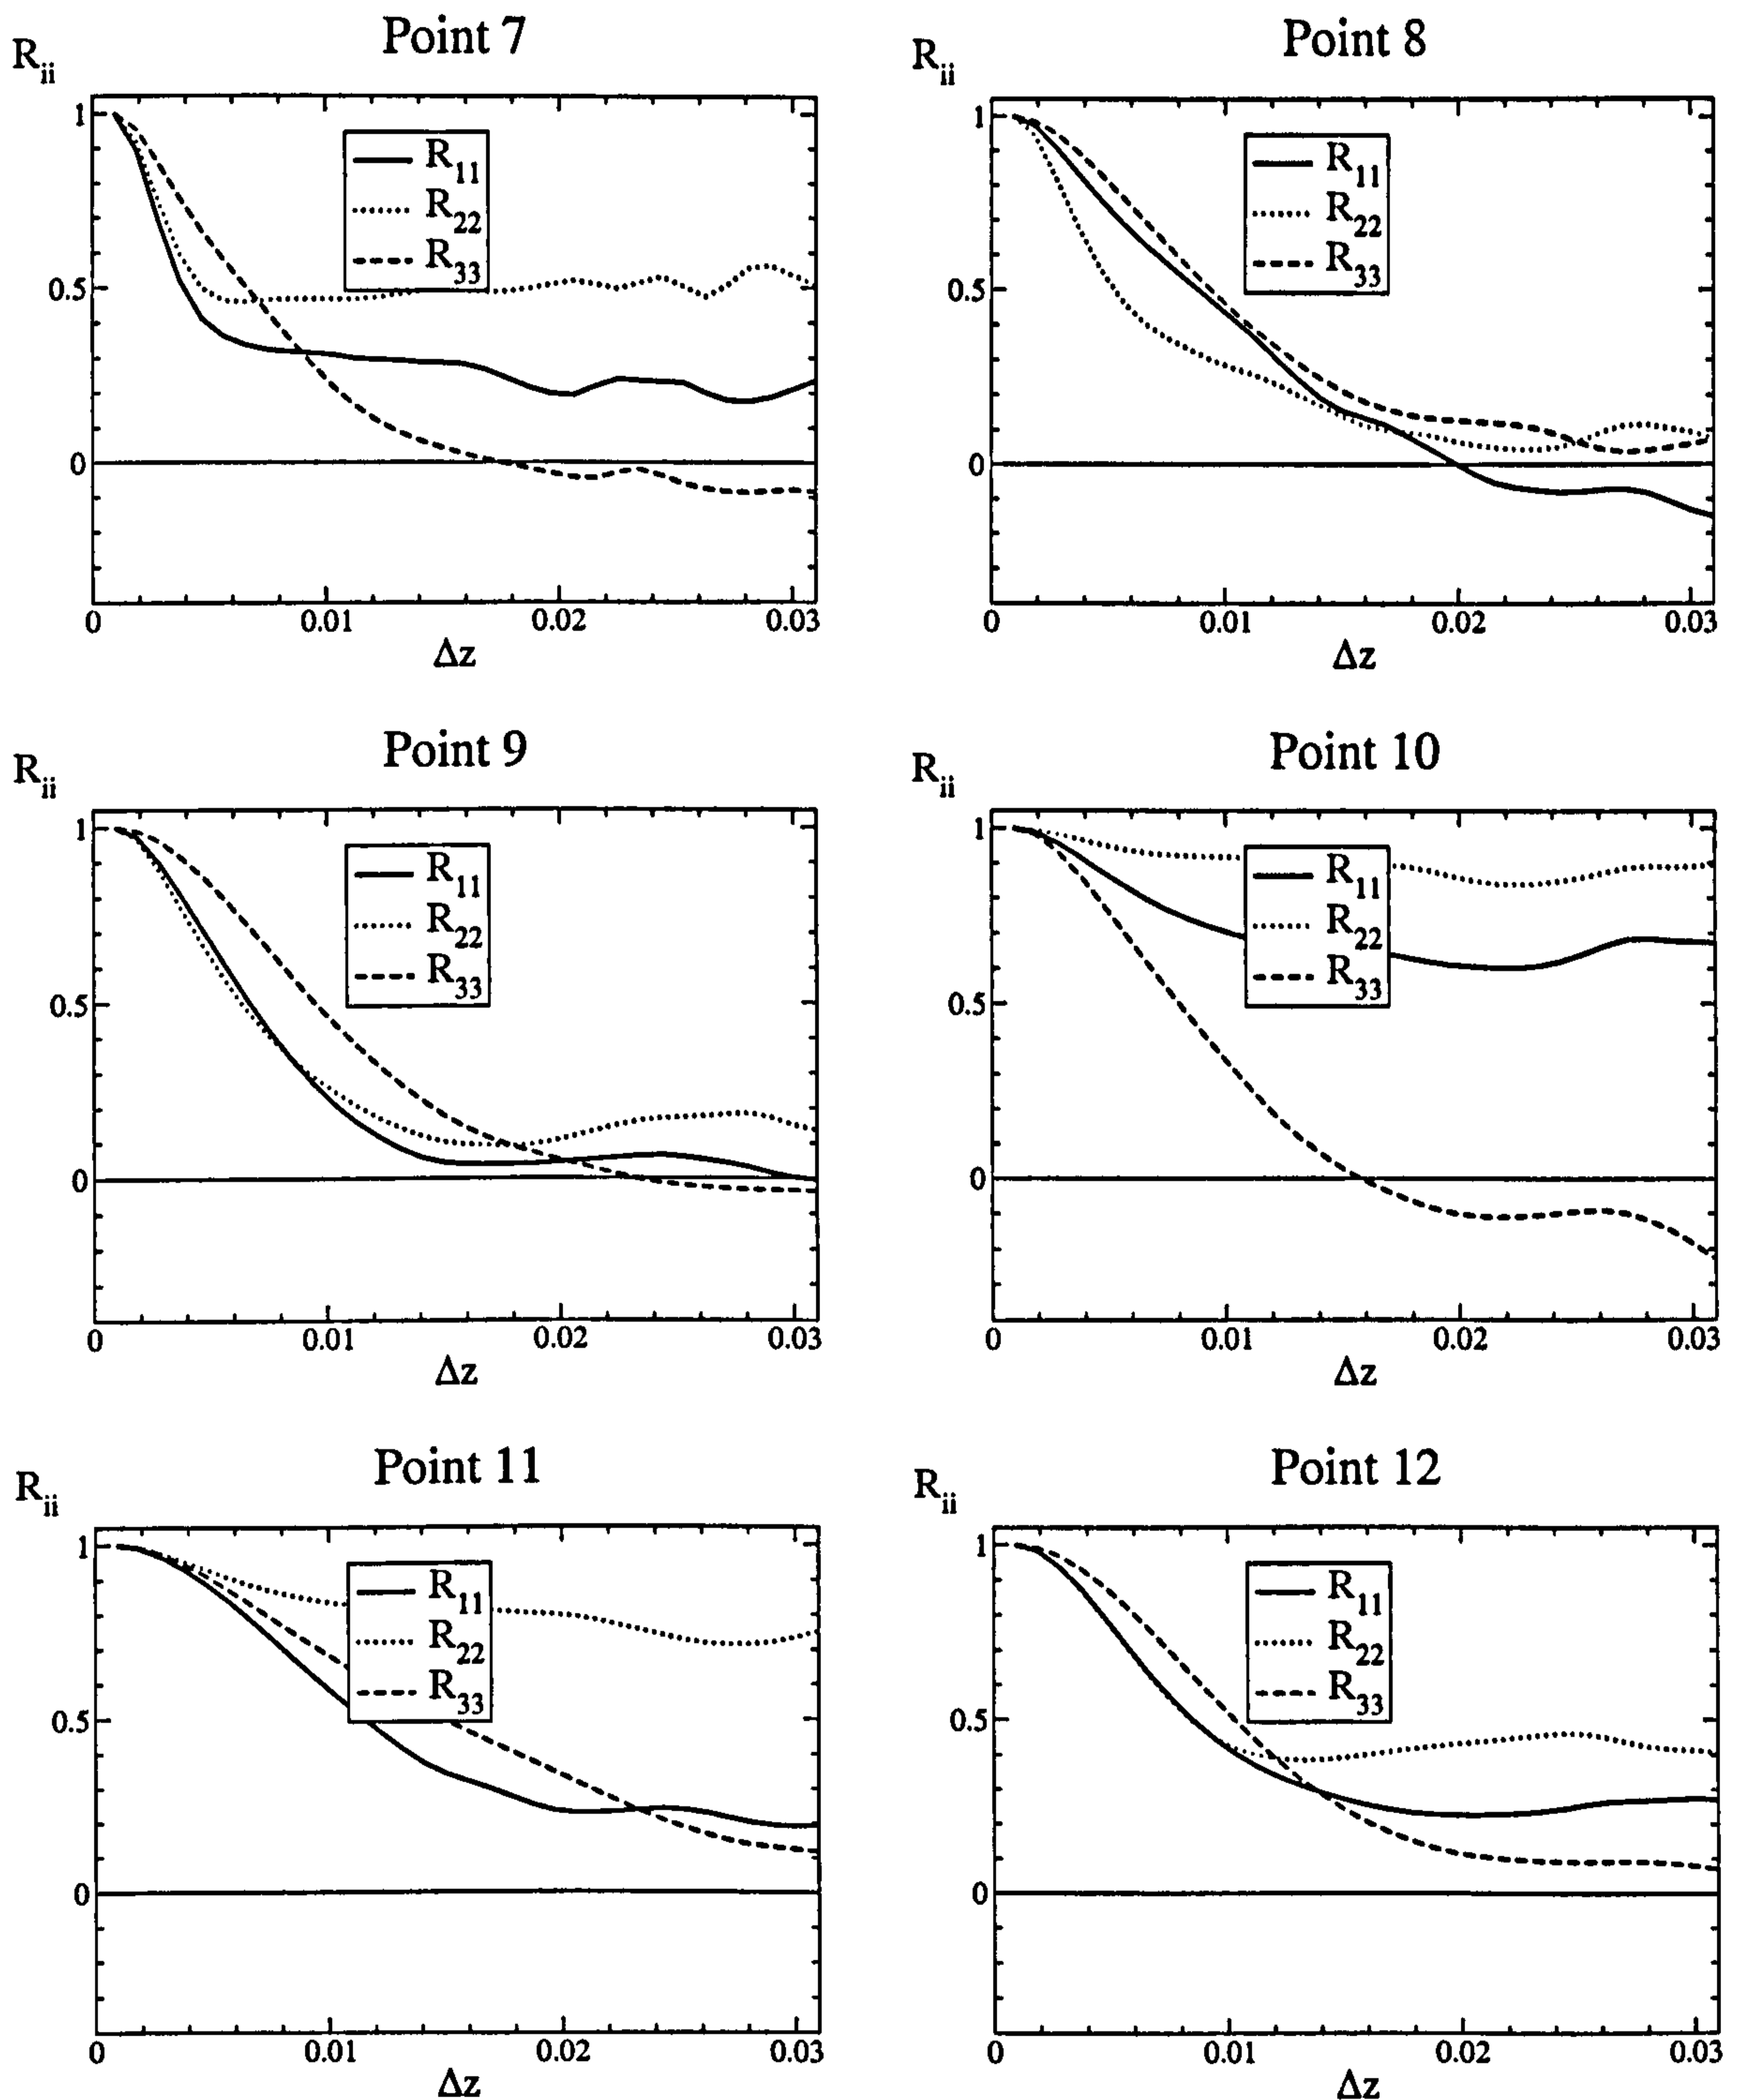 Point 7
Point 8
R_ii
R_ii
1
R_11
R_22
R_33
0.5
0
0
0.01
0.02
0.03
Δz
1
R_11
R_22
R_33
0.5
0
0
0.01
0.02
0.03
Δz
Point 9
Point 10
R_ii
R_ii
1
R_11
R_22
R_33
0.5
0
0
0.01
0.02
0.03
Δz
1
R_11
R_22
R_33
0.5
0
0
0.01
0.02
0.03
Δz
Point 11
Point 12
R_ii
R_ii
1
R_11
R_22
R_33
0.5
0
0
0.01
0.02
0.03
Δz
1
R_11
R_22
R_33
0.5
0
0
0.01
0.02
0.03
Δz